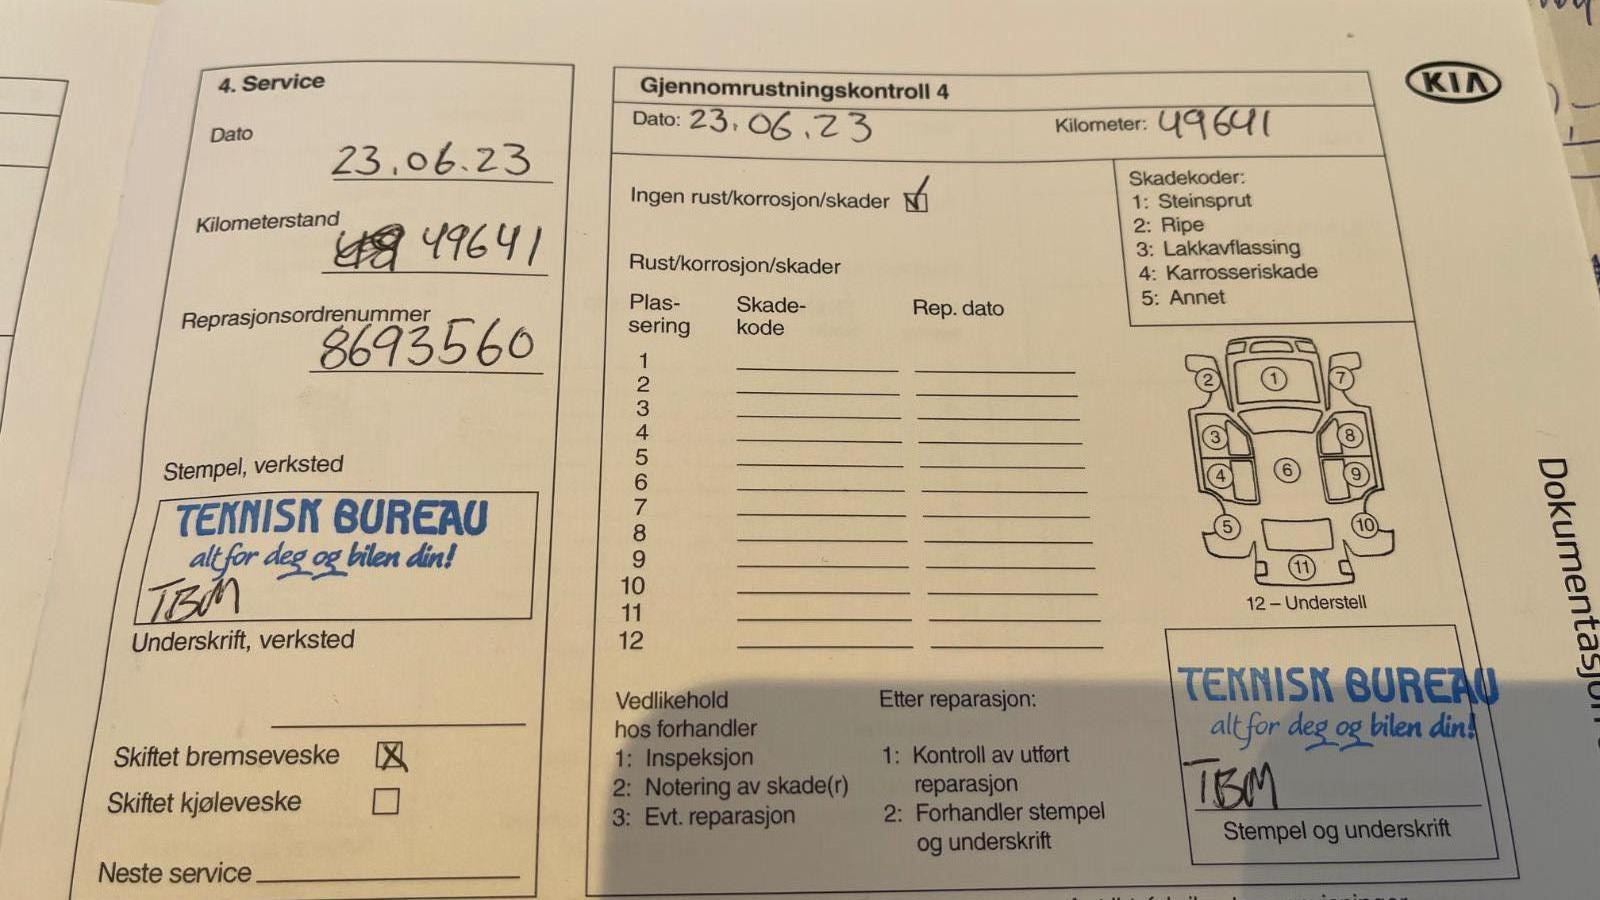 4. Service
Dato
23.06.23
Kilometerstand
49641
Reprasjonsordrenummer
8693560
Stempel, verksted
TEKNISK BUREAU
alt for deg og bilen din!
TBM
Underskrift, verksted
Skiftet bremseveske
Skiftet kjøleveske
Neste service
Gjennomrustningskontroll 4
Dato: 23.06.23 Kilometer: 49641
Ingen rust/korrosjon/skader
Rust/korrosjon/skader
Plas-
sering
Skade-
kode
Rep. dato
1
2
3
4
5
6
7
8
9
10
11
12
Skadekoder:
1: Steinsprut
2: Ripe
3: Lakkavflassing
4: Karrosseriskade
5: Annet
2 1 7
3 8
4 6 9
5 10
11
12 – Understell
Vedlikehold
hos forhandler
1: Inspeksjon
2: Notering av skade(r)
3: Evt. reparasjon
Etter reparasjon:
1: Kontroll av utført
reparasjon
2: Forhandler stempel
og underskrift
TEKNISK BUREAU
alt for deg og bilen din!
TBM
Stempel og underskrift
KIA